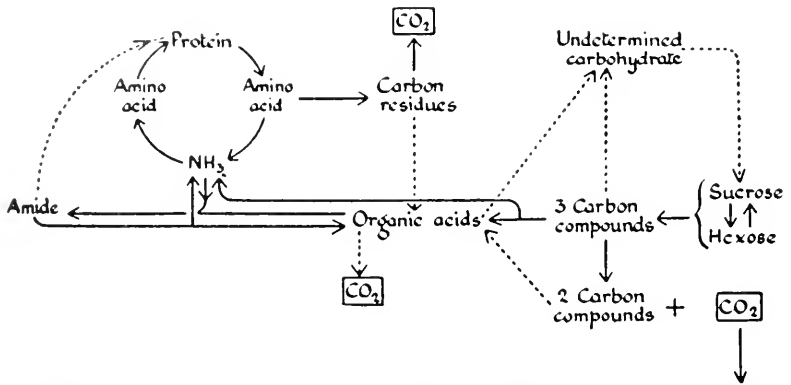 CO₂
Protein
Undetermined
carbohydrate
Amino
acid
Amino
acid
Carbon
residues
NH₃
Amide
Organic acids
3 Carbon
compounds
Sucrose
Hexose
CO₂
2 Carbon
compounds
+
CO₂